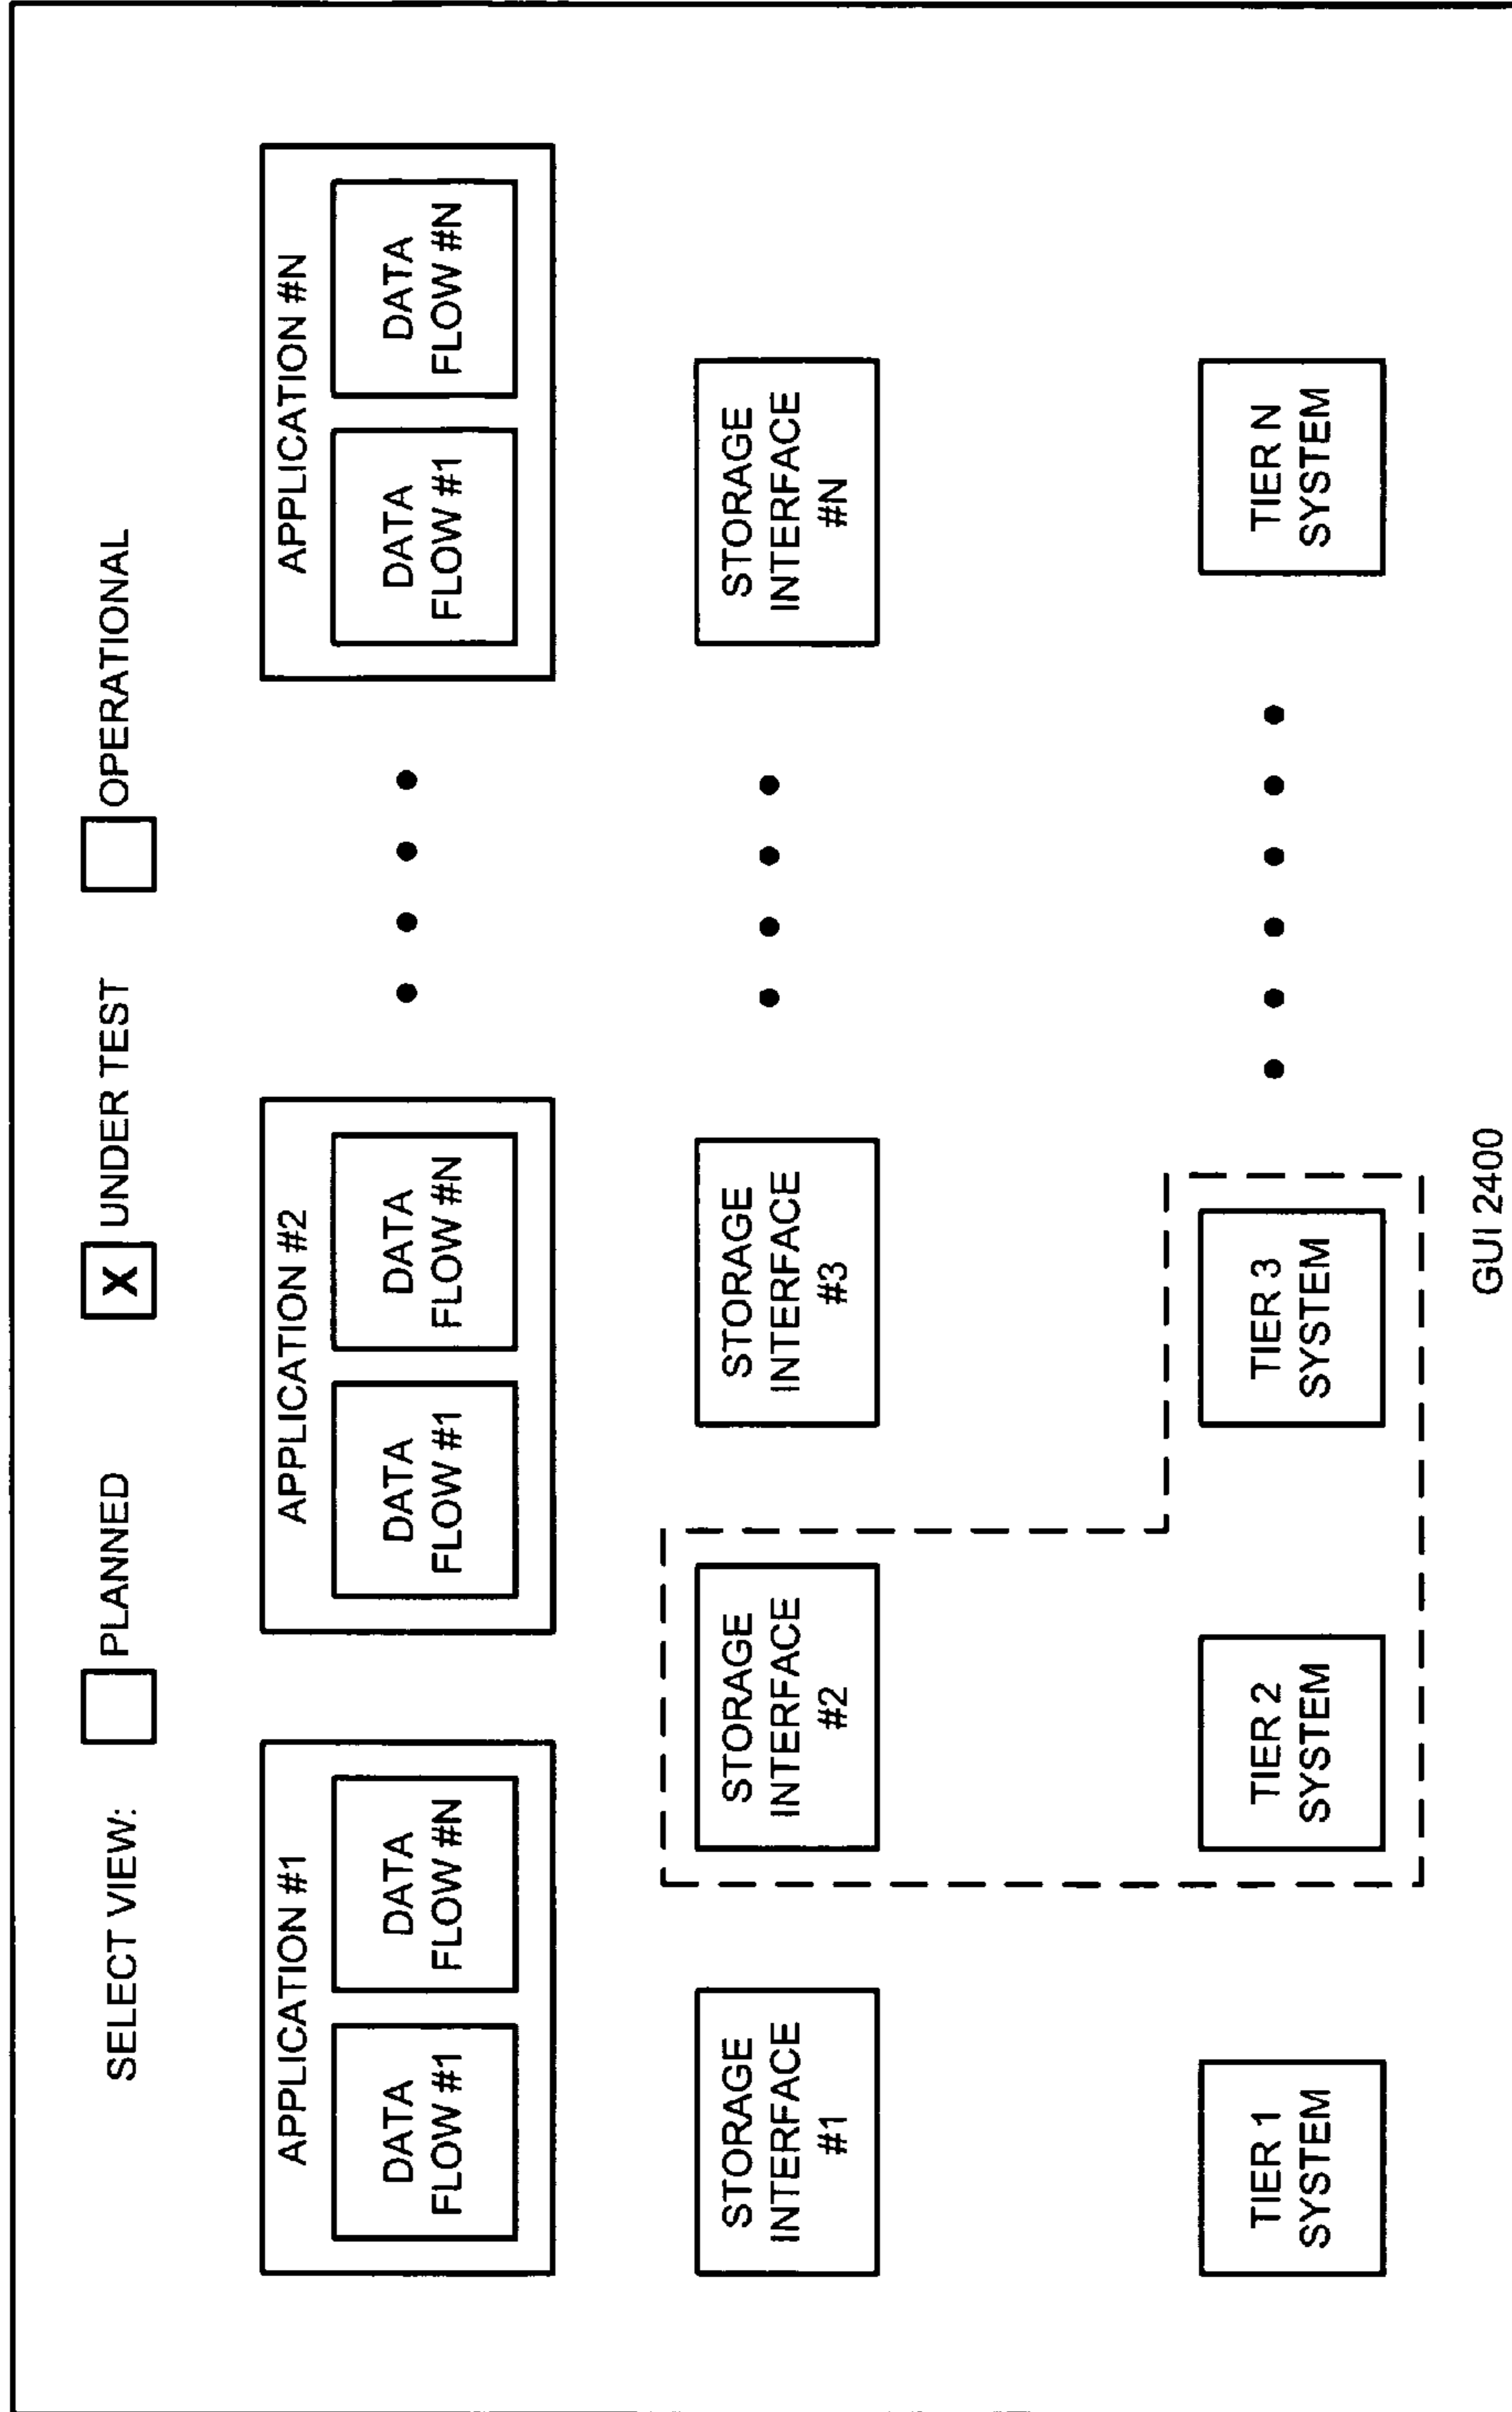 SELECT VIEW:
PLANNED
X
UNDER TEST
OPERATIONAL
APPLICATION #1
DATA
FLOW #1
DATA
FLOW #N
APPLICATION #2
DATA
FLOW #1
DATA
FLOW #N
APPLICATION #N
DATA
FLOW #1
DATA
FLOW #N
STORAGE
INTERFACE
#1
STORAGE
INTERFACE
#2
STORAGE
INTERFACE
#3
STORAGE
INTERFACE
#N
TIER 1
SYSTEM
TIER 2
SYSTEM
TIER 3
SYSTEM
TIER N
SYSTEM
GUI 2400